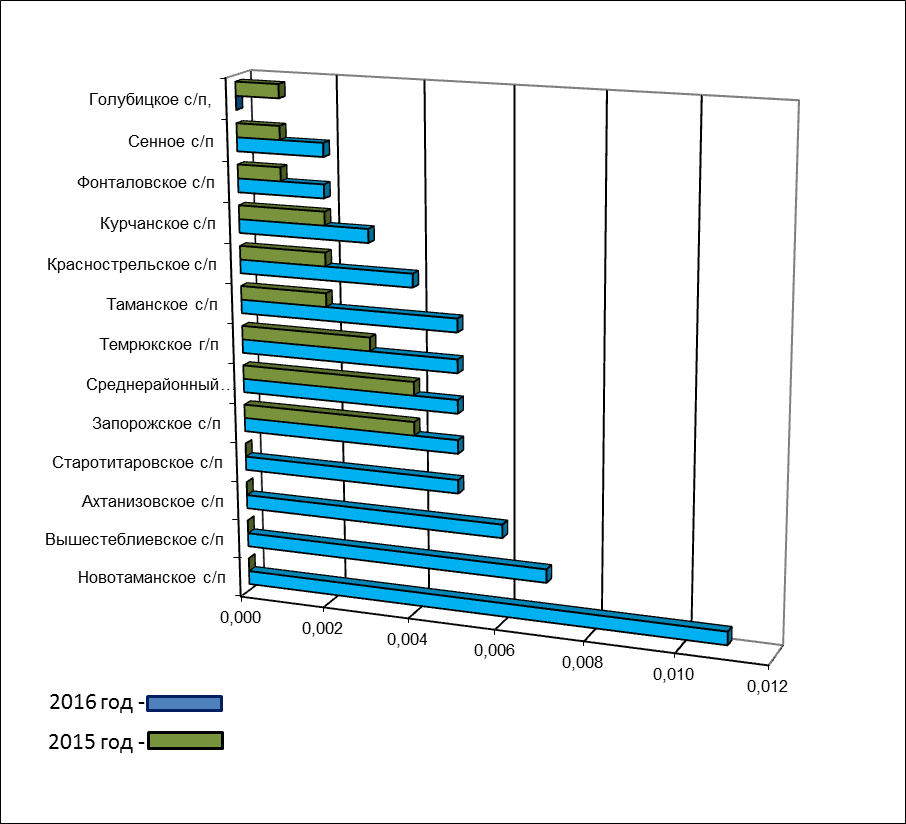 Голубицкое с/п,
Сенное с/п
Фонталовское с/п
Курчанское с/п
Краснострельское с/п
Таманское с/п
Темрюкское г/п
Среднерайонный ...
Запорожское с/п
Старотитаровское с/п
Ахтанизовское с/п
Вышестеблиевское с/п
Новотаманское с/п
0,000
0,002
0,004
0,006
0,008
0,010
0,012
2016 год -
2015 год -